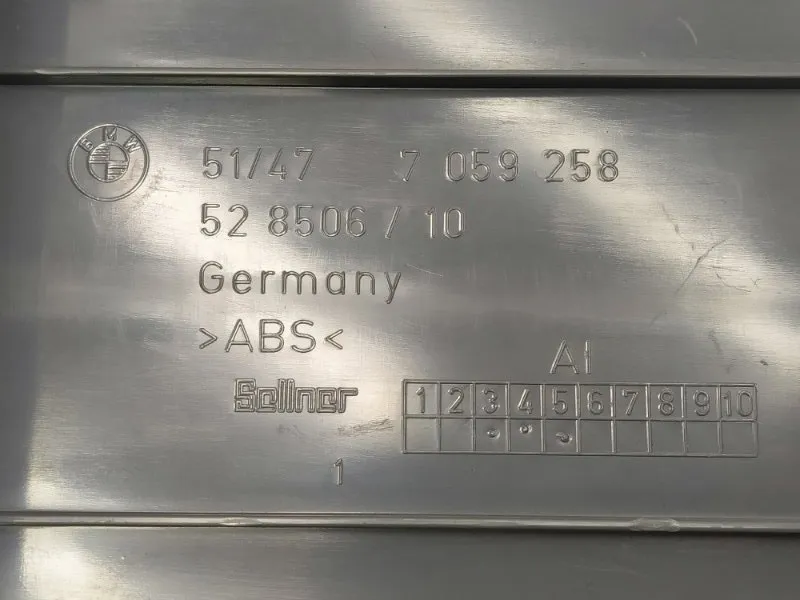 BMW
51/47 7 059 258
52 8506/10
Germany
>ABS<
Sellner
AI
1 2 3 4 5 6 7 8 9 10
1